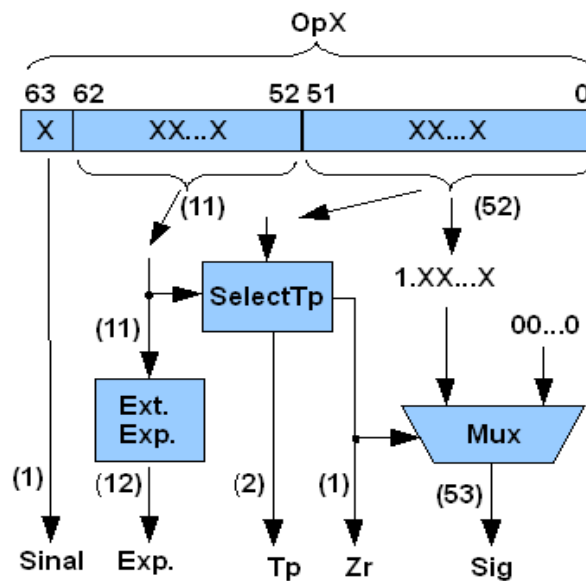 OpX
63 62 52 51 0
X XX...X XX...X
(11) (52)
1.XX...X
SelectTp
00...0
(11)
Ext.
Exp.
Mux
(1) (12) (2) (1) (53)
Sinal Exp. Tp Zr Sig